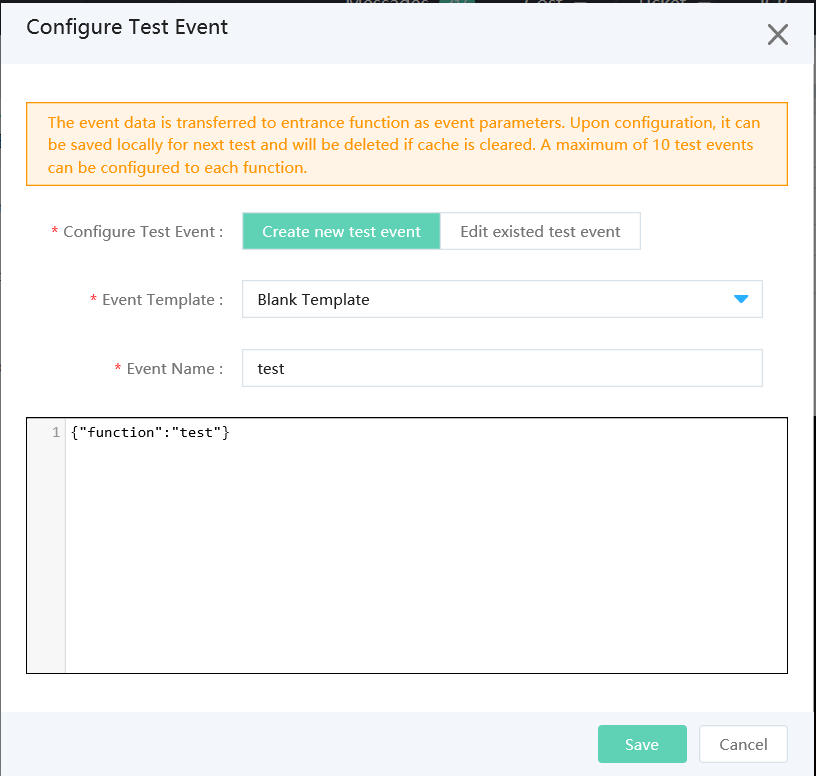 Configure Test Event
The event data is transferred to entrance function as event parameters. Upon configuration, it can
be saved locally for next test and will be deleted if cache is cleared. A maximum of 10 test events
can be configured to each function.
* Configure Test Event : Create new test event Edit existed test event
* Event Template : Blank Template
* Event Name : test
1 {"function":"test"}
Save Cancel